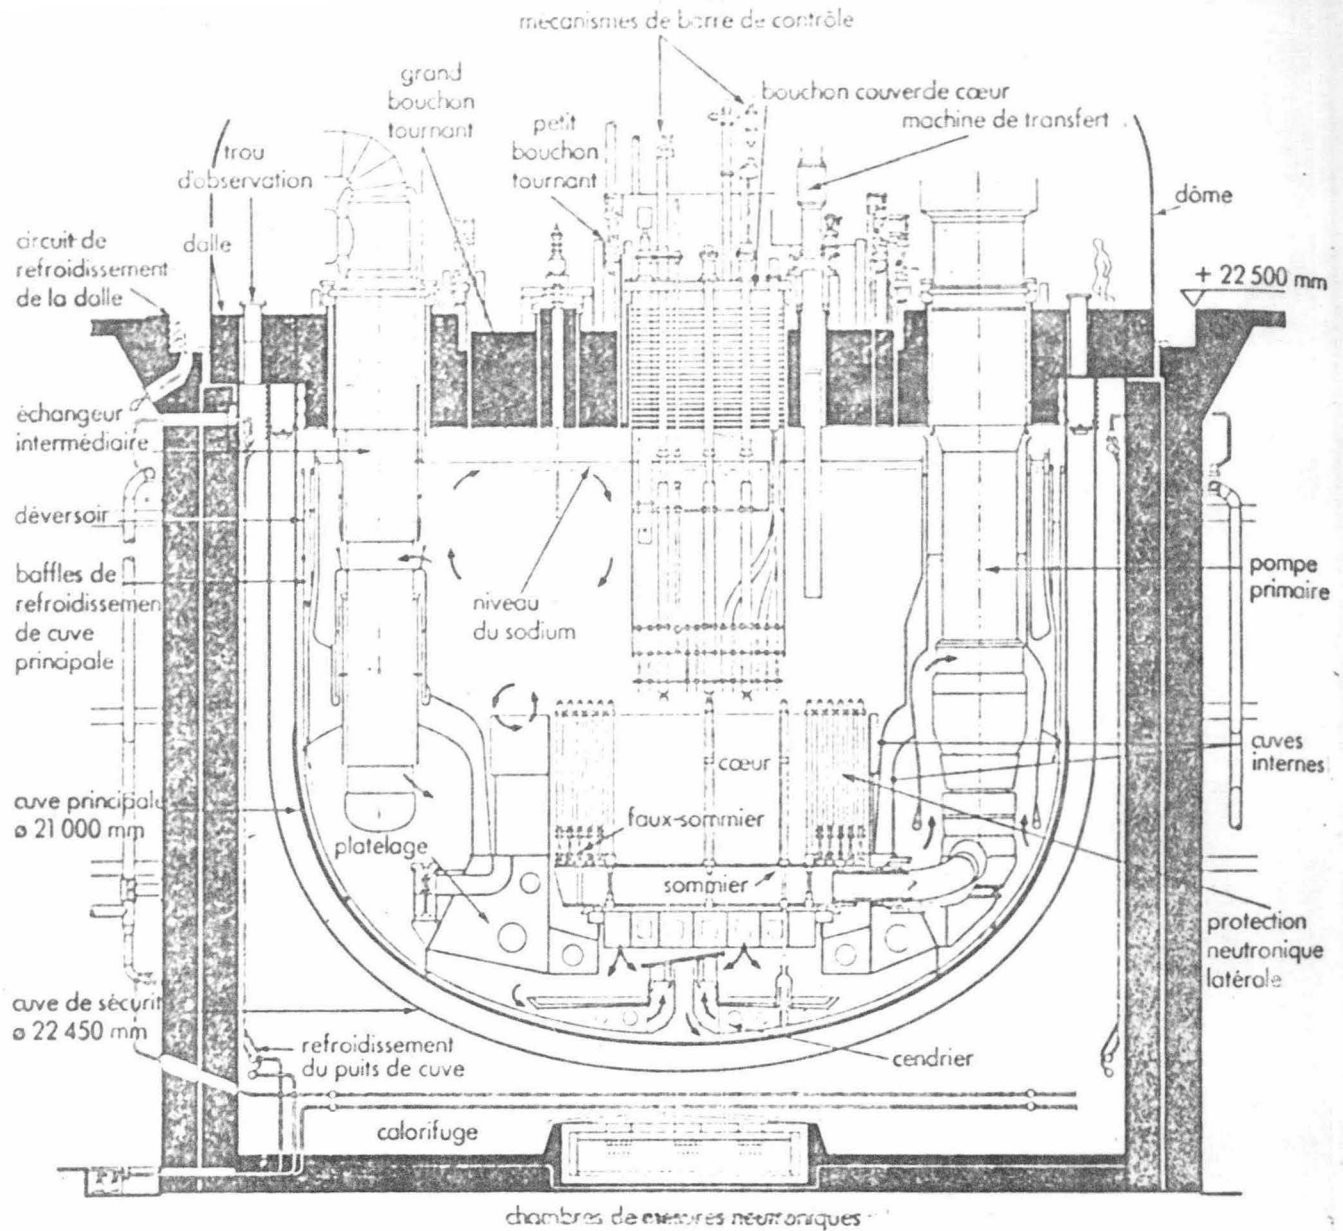 mécanismes de barre de contrôle
grand
bouchon
tournant
bouchon couverde cœur
machine de transfert
petit
bouchon
tournant
trou
d'observation
dôme
circuit de
refroidissement
de la dalle
dalle
+ 22 500 mm
échangeur
intermédiaire
déversoir
baffles de
refroidissement
de cuve
principale
niveau
du sodium
pompe
primaire
cuves
internes
cœur
cuve principale
ø 21 000 mm
faux-sommier
platelage
sommier
protection
neutronique
latérale
cuve de sécurit
ø 22 450 mm
refroidissement
du puits de cuve
cendrier
calorifuge
chambres de mesures neutroniques